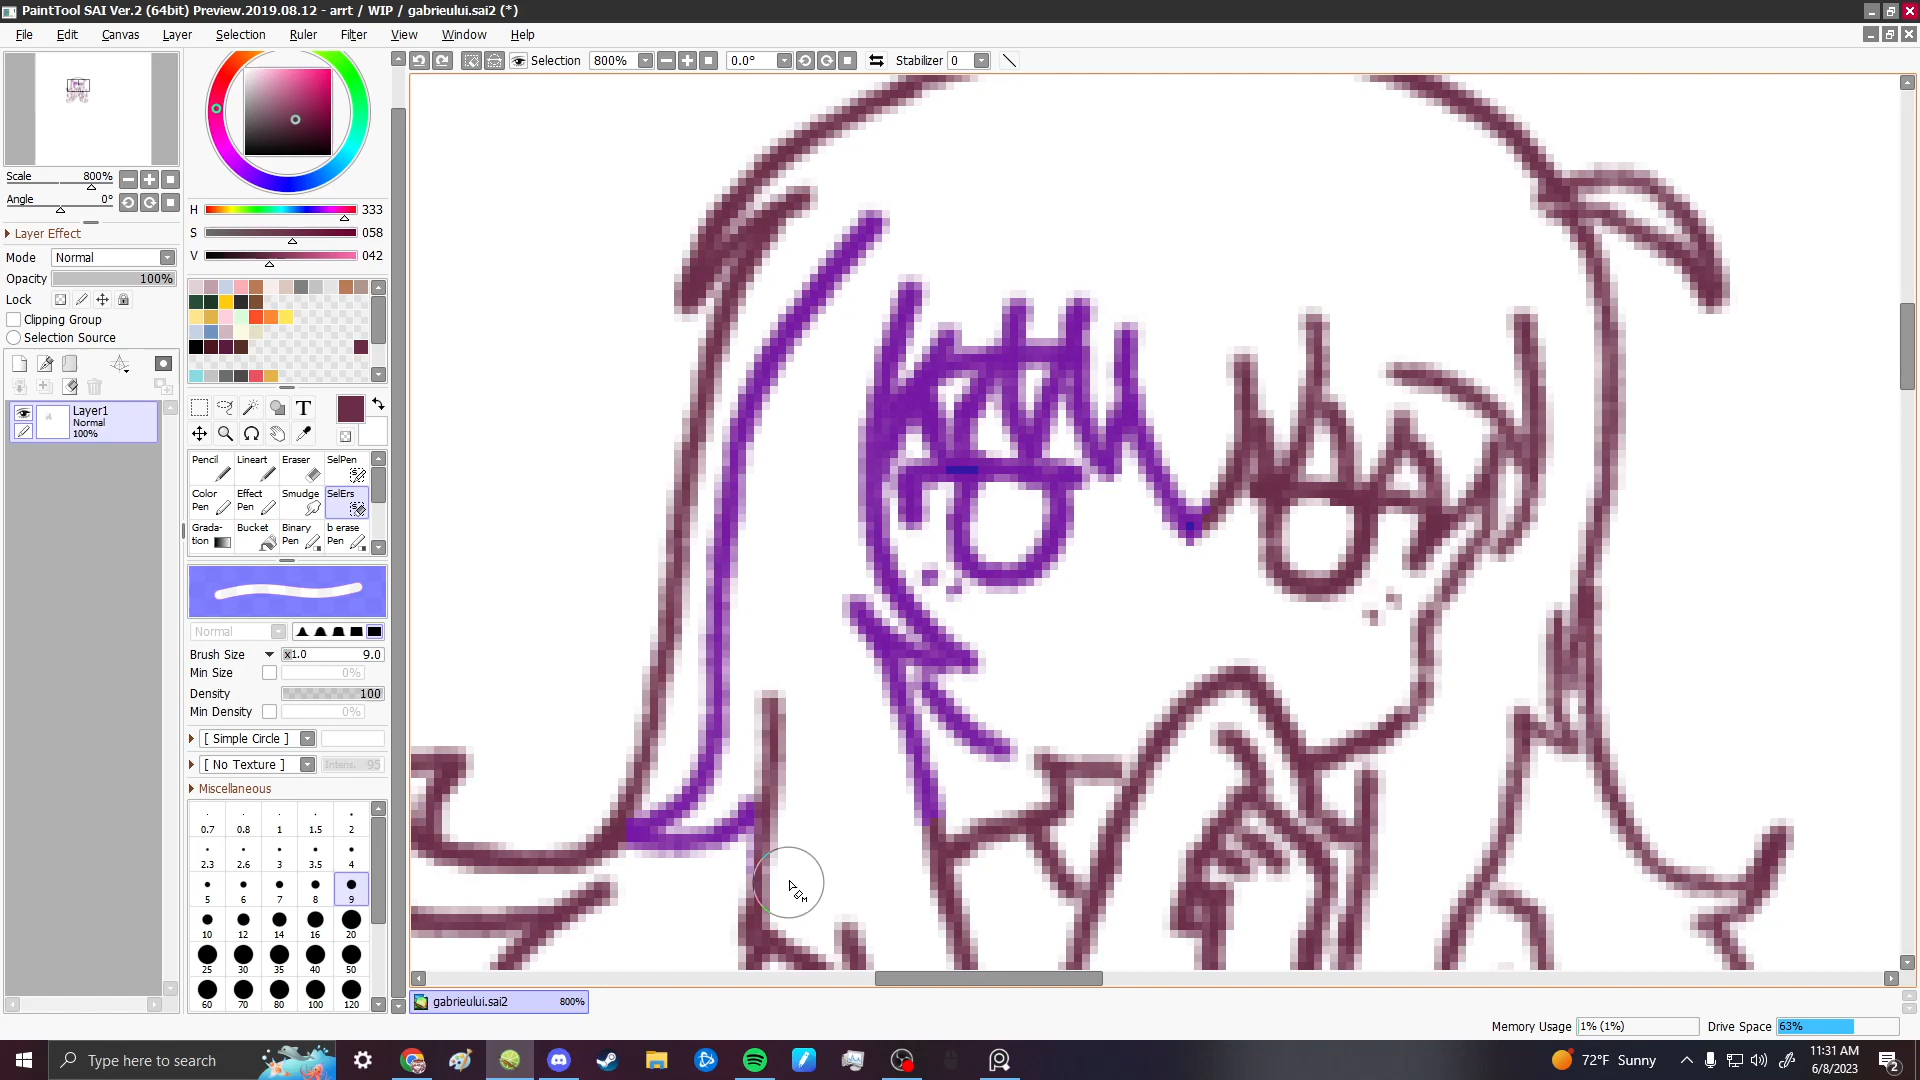 PaintTool SAI Ver.2 (64bit) Preview.2019.08.12 - arrt / WIP / gabrieului.sai2 (*)
File Edit Canvas Layer Selection Ruler Filter View Window Help
Selection 800% 0.0° Stabilizer 0
Scale 800%
Angle 0°
Layer Effect
Mode Normal
Opacity 100%
Lock
Clipping Group
Selection Source
Layer1
Normal
100%
H 333
S 058
V 042
T
Pencil Lineart Eraser SelPen
Color Pen Effect Pen Smudge SelErs
Grada-tion Bucket Binary Pen b erase Pen
Normal
Brush Size x1.0 9.0
Min Size 0%
Density 100
Min Density 0%
[ Simple Circle ]
[ No Texture ] Intens. 95
Miscellaneous
0.7 0.8 1 1.5 2
2.3 2.6 3 3.5 4
5 6 7 8 9
10 12 14 16 20
25 30 35 40 50
60 70 80 100 120
gabrieului.sai2 800%
Memory Usage 1% (1%) Drive Space 63%
Type here to search
72°F Sunny
11:31 AM
6/8/2023
2